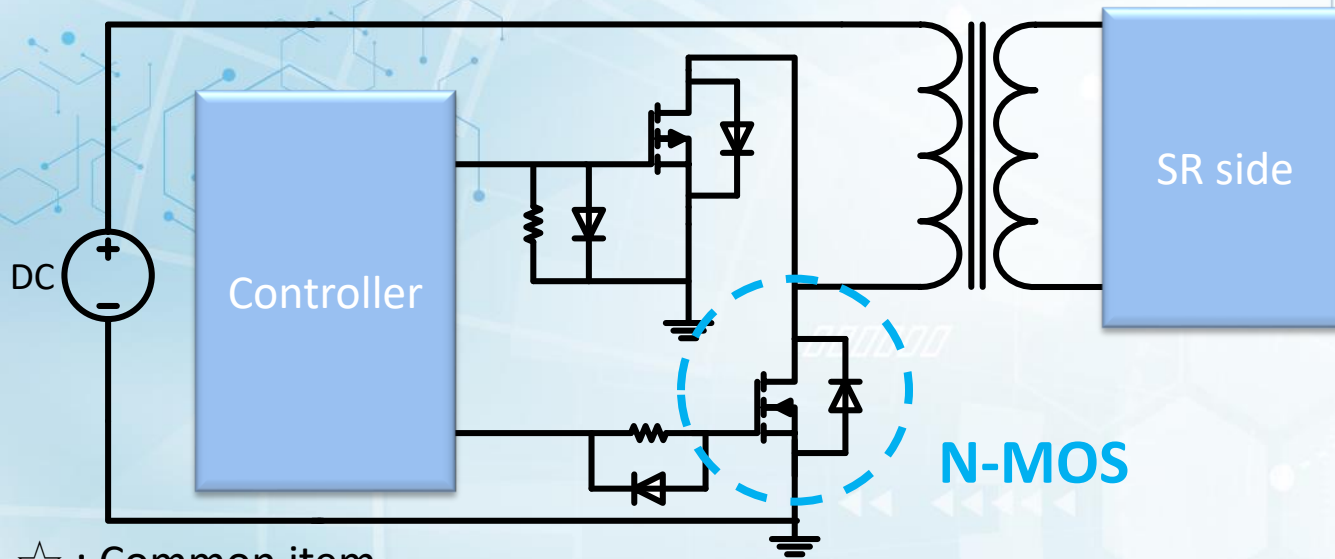 DC
+
−
Controller
SR side
N-MOS
☆ : Common item